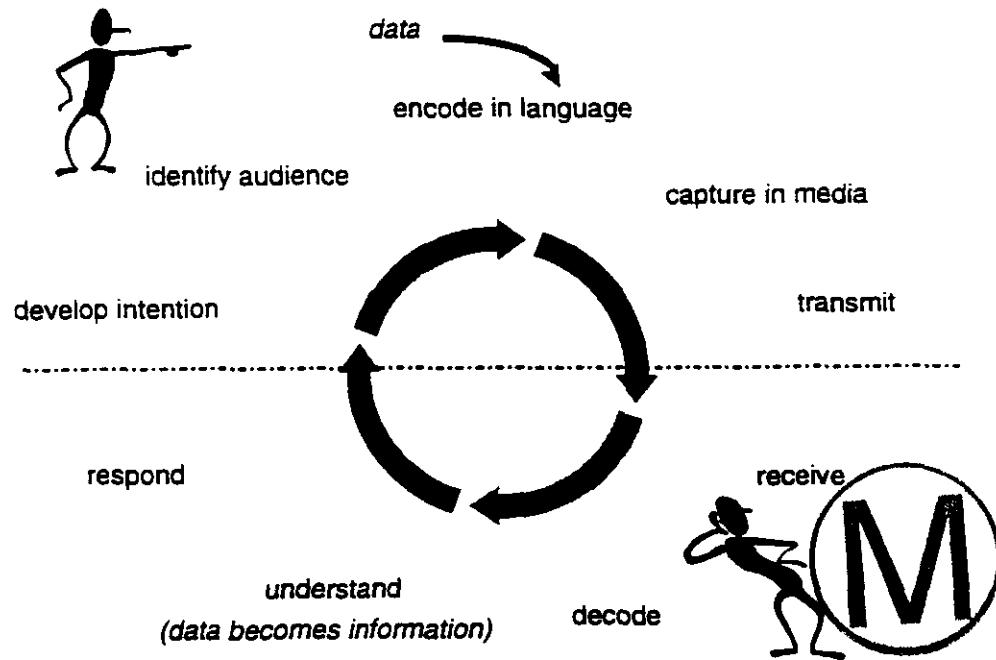 data
encode in language
identify audience
capture in media
develop intention
transmit
respond
receive
M
understand
(data becomes information)
decode